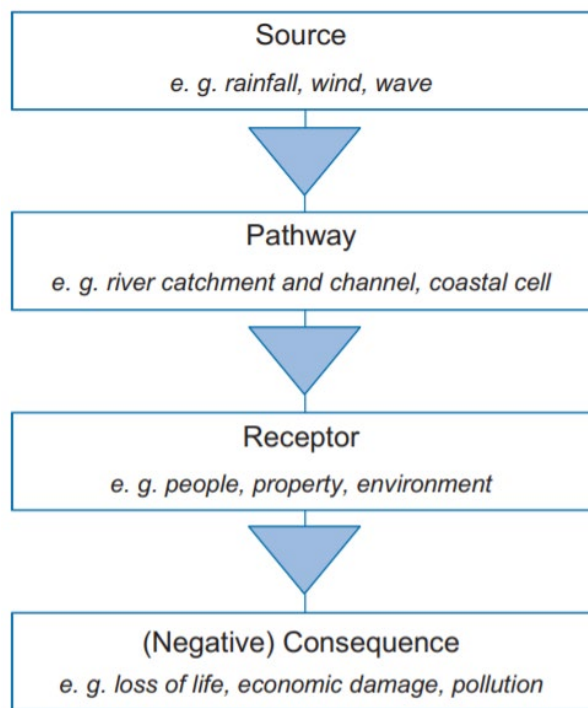 Source
e. g. rainfall, wind, wave
Pathway
e. g. river catchment and channel, coastal cell
Receptor
e. g. people, property, environment
(Negative) Consequence
e. g. loss of life, economic damage, pollution